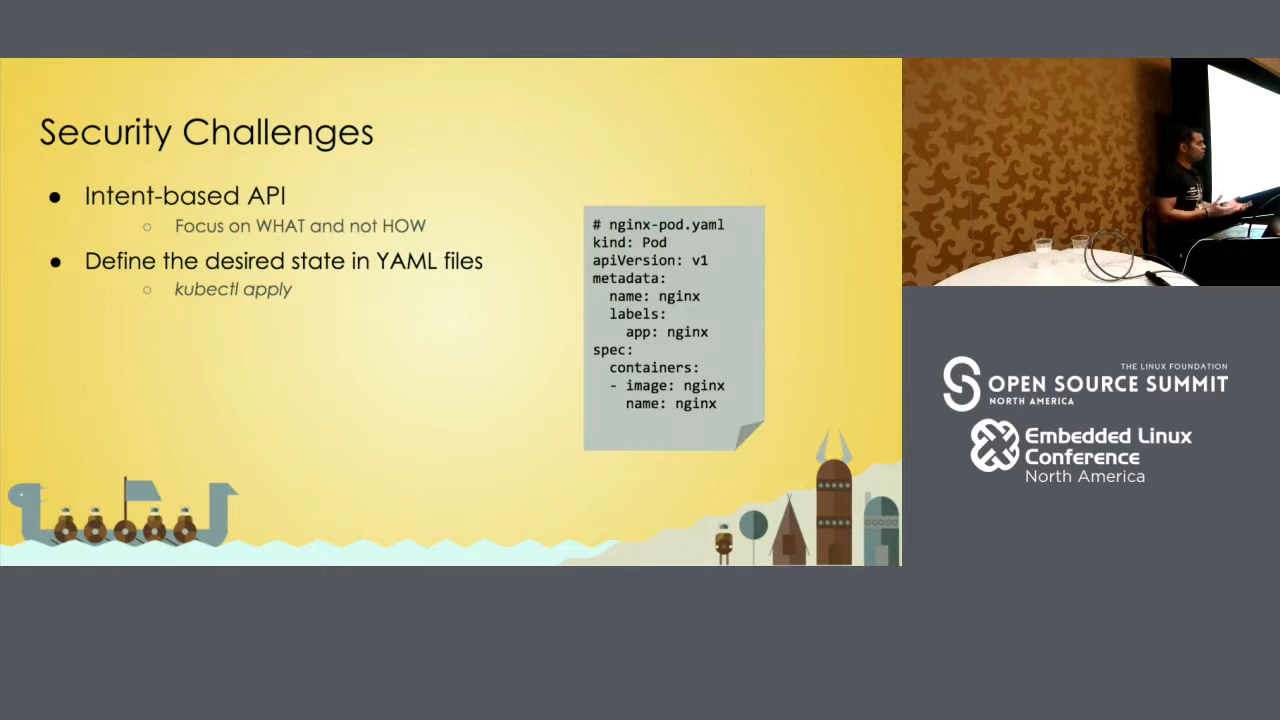 Security Challenges
● Intent-based API
○ Focus on WHAT and not HOW
● Define the desired state in YAML files
○ kubectl apply
# nginx-pod.yaml
kind: Pod
apiVersion: v1
metadata:
  name: nginx
  labels:
    app: nginx
spec:
  containers:
  - image: nginx
    name: nginx
THE LINUX FOUNDATION
OPEN SOURCE SUMMIT
NORTH AMERICA
Embedded Linux
Conference
North America